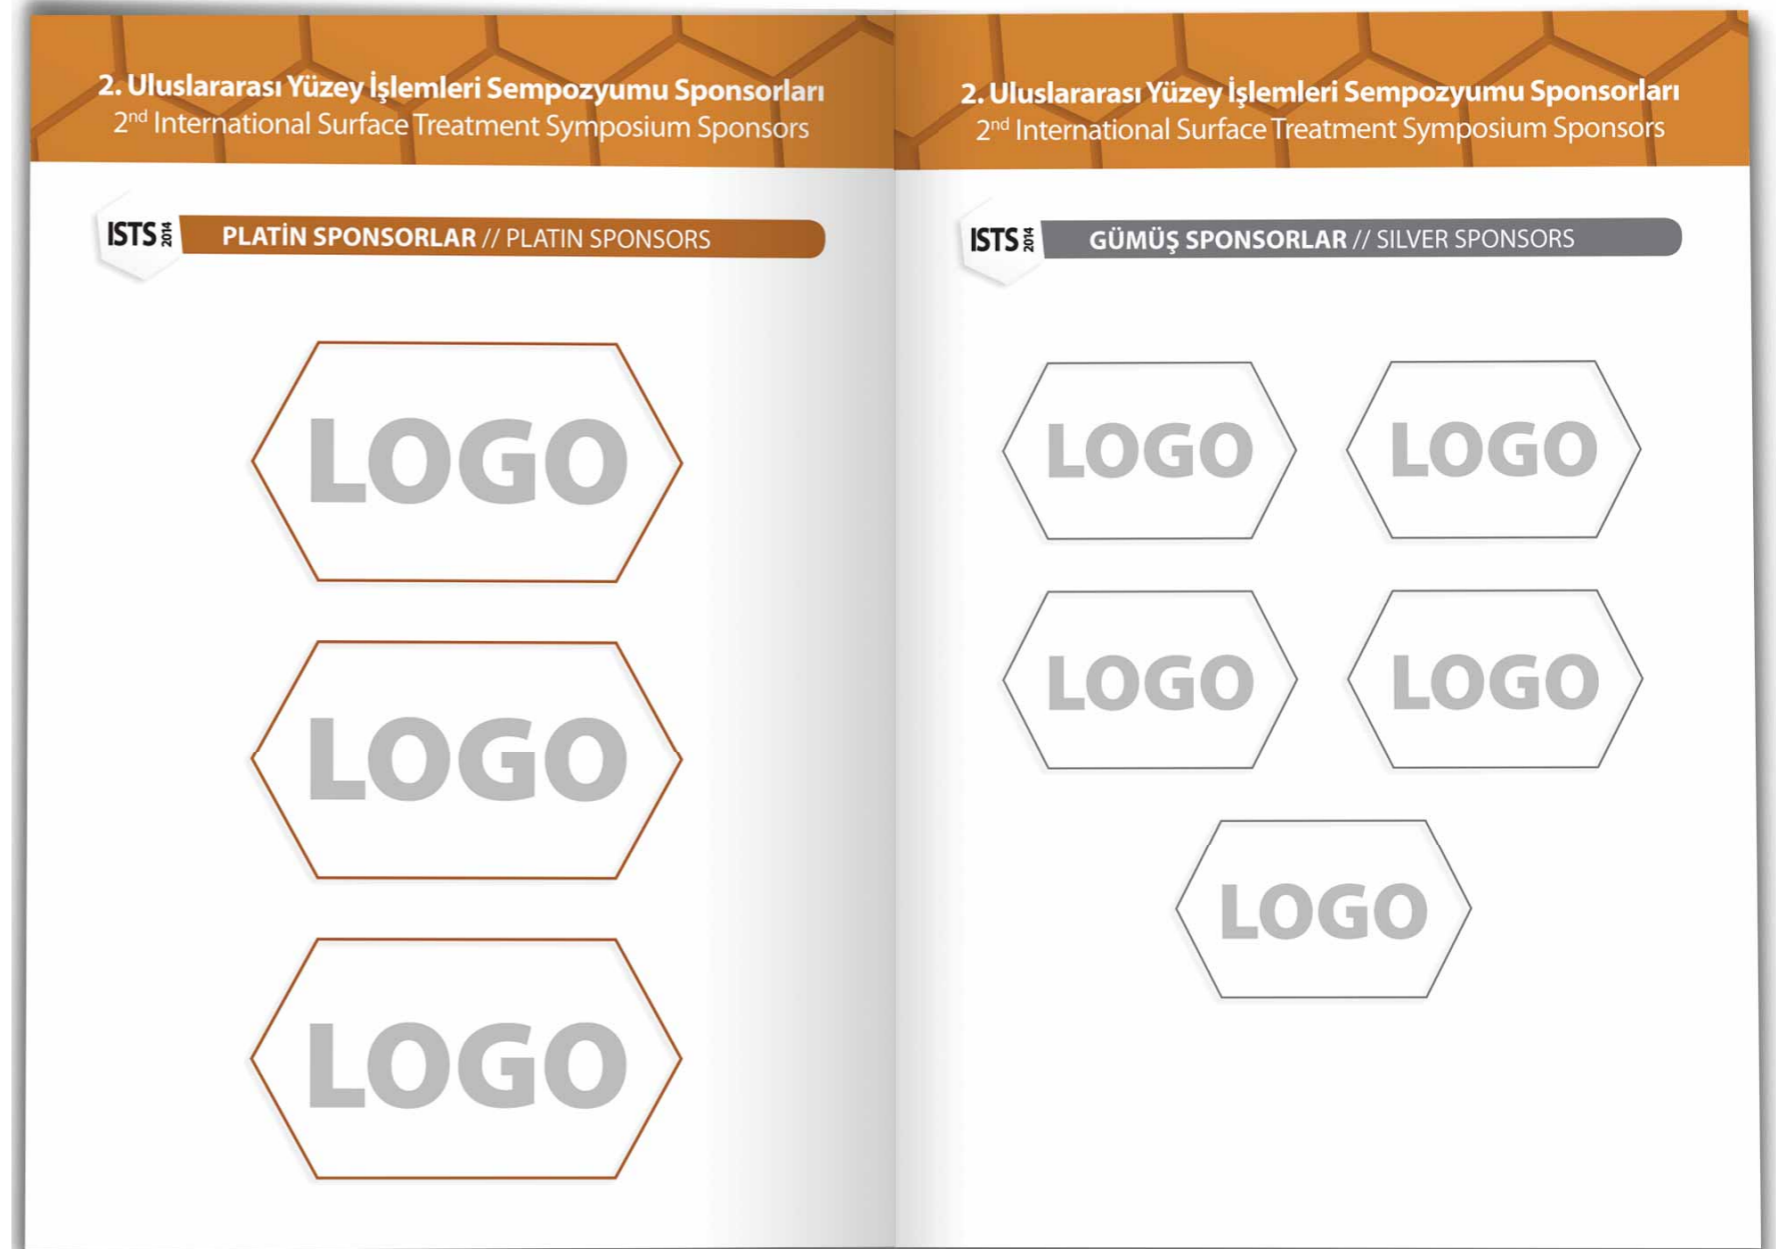 2. Uluslararası Yüzey İşlemleri Sempozyumu Sponsorları
2nd International Surface Treatment Symposium Sponsors
ISTS 2014
PLATİN SPONSORLAR // PLATIN SPONSORS
LOGO
LOGO
LOGO
2. Uluslararası Yüzey İşlemleri Sempozyumu Sponsorları
2nd International Surface Treatment Symposium Sponsors
ISTS 2014
GÜMÜŞ SPONSORLAR // SILVER SPONSORS
LOGO LOGO
LOGO LOGO
LOGO